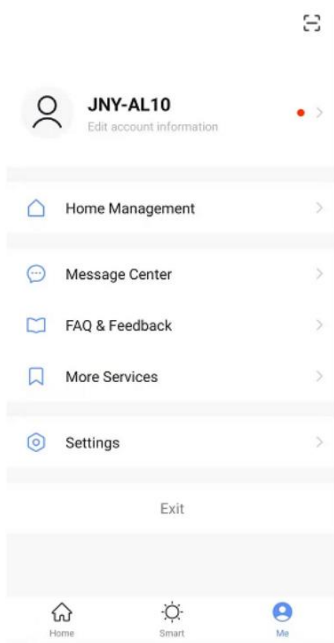 JNY-AL10
Edit account information
Home Management
Message Center
FAQ & Feedback
More Services
Settings
Exit
Home
Smart
Me